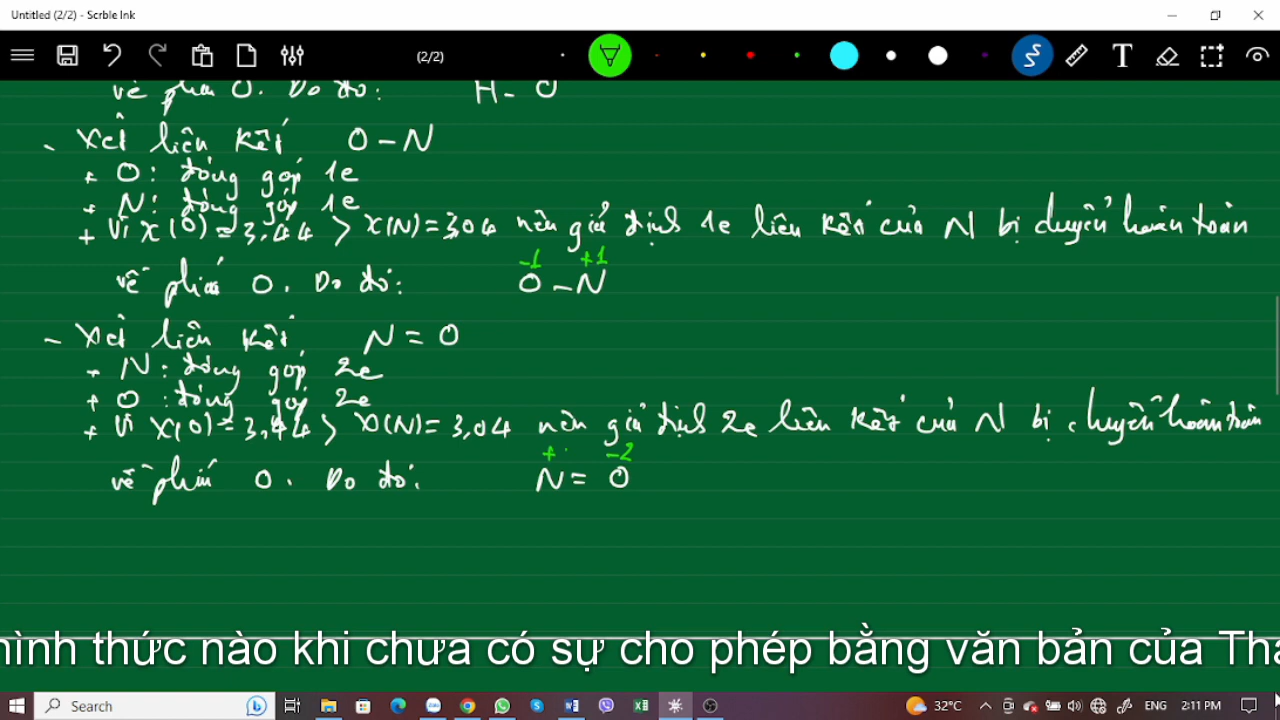 Untitled (2/2) - Scrble Ink
(2/2)
T
về phía O. Do đó: H - O
- Xét liên kết O - N
+ O: đóng góp 1e
+ N: đóng góp 1e
+ Vì X(O) = 3,44 > X(N) = 3,04 nên giả định 1e liên kết của N bị chuyển hoàn toàn
-1 +1
về phía O. Do đó: O - N
- Xét liên kết N = O
+ N: đóng góp 2e
+ O: đóng góp 2e
+ Vì X(O) = 3,44 > X(N) = 3,04 nên giả định 2e liên kết của N bị chuyển hoàn toàn
+ -2
về phía O. Do đó: N = O
hình thức nào khi chưa có sự cho phép bằng văn bản của Thầ
Search
32°C
ENG
2:11 PM